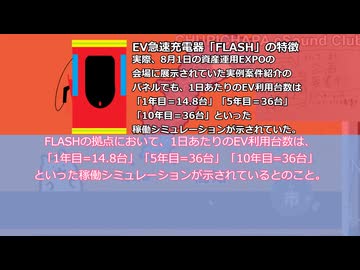 EV急速充電器「FLASH」の特徴
実際、8月1日の資産運用EXPOの
会場に展示されていた実例案件紹介の
パネルでも、1日あたりのEV利用台数は
「1年目=14.8台」「5年目=36台」
「10年目=36台」といった
稼働シミュレーションが示されていた。
FLASHの拠点において、1日あたりのEV利用台数は、
「1年目=14.8台」「5年目=36台」「10年目=36台」
といった稼働シミュレーションが示されているとのこと。